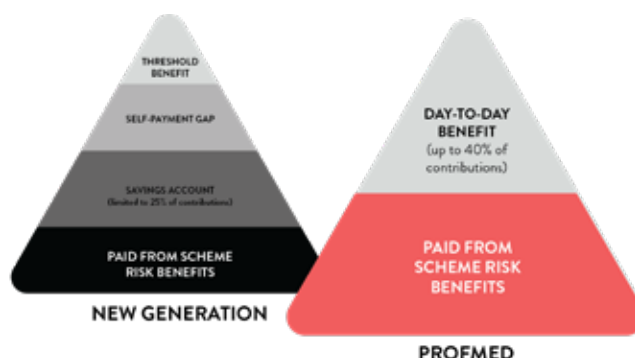 THRESHOLD
BENEFIT
SELF-PAYMENT GAP
SAVINGS ACCOUNT
(limited to 25% of contributions)
PAID FROM SCHEME
RISK BENEFITS
NEW GENERATION
DAY-TO-DAY
BENEFIT
(up to 40% of
contributions)
PAID FROM
SCHEME RISK
BENEFITS
PROFMED